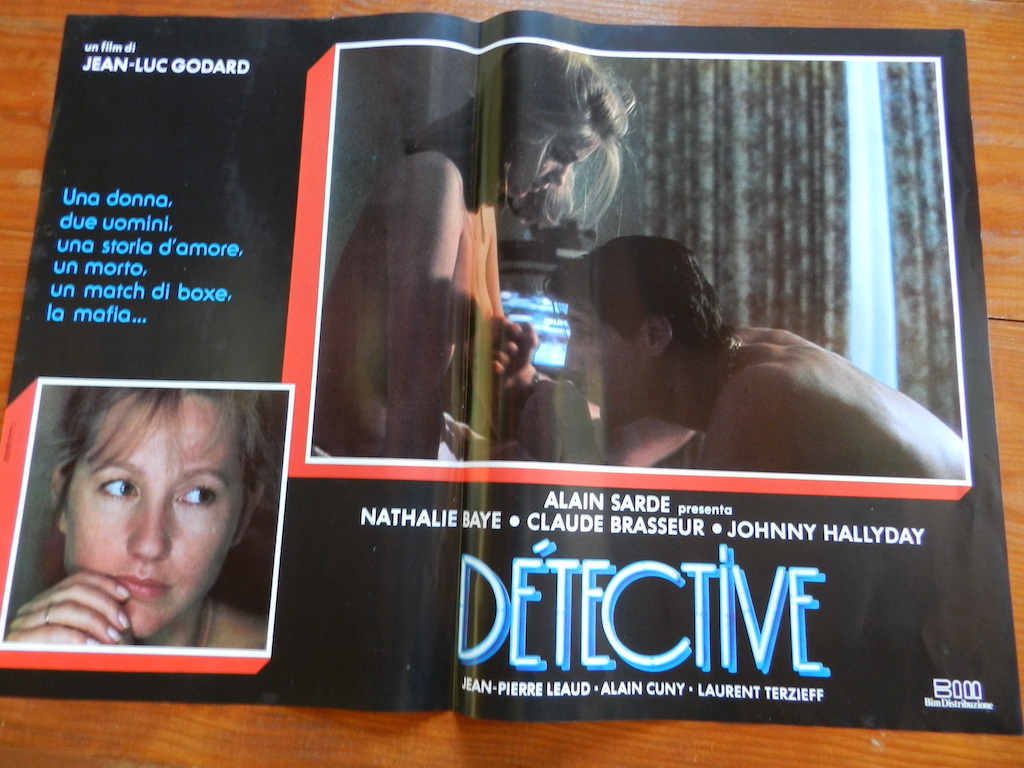 un film di
JEAN-LUC GODARD
Una donna,
due uomini,
una storia d'amore,
un morto,
un match di boxe,
la mafia...
ALAIN SARDE presenta
NATHALIE BAYE • CLAUDE BRASSEUR • JOHNNY HALLYDAY
DÉTECTIVE
JEAN-PIERRE LEAUD • ALAIN CUNY • LAURENT TERZIEFF
BIM
Bim Distribuzione